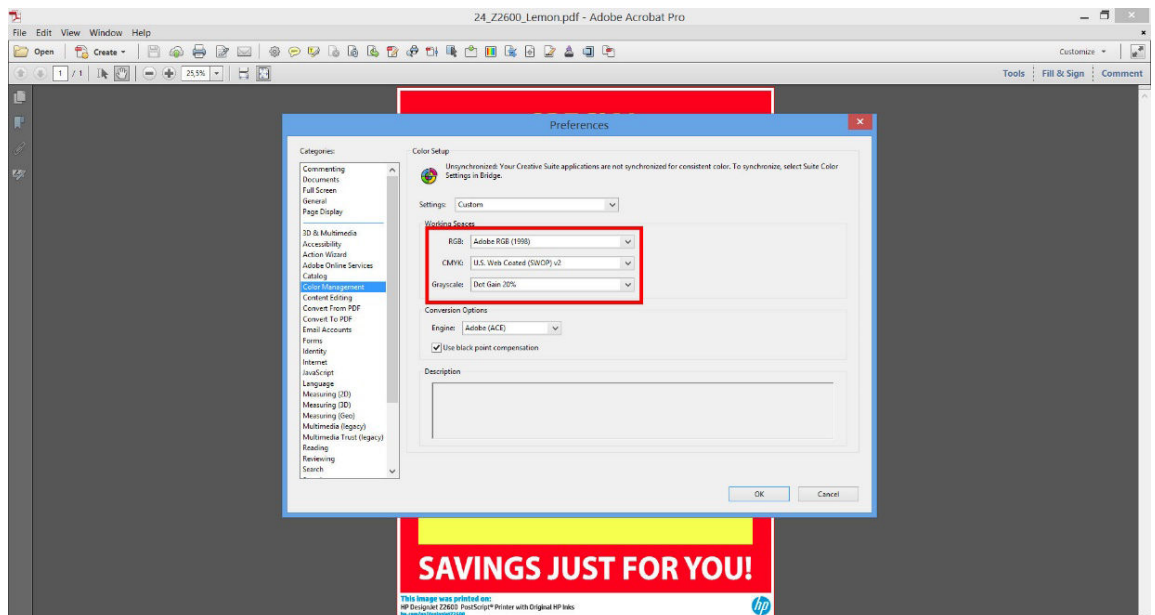 24_Z2600_Lemon.pdf - Adobe Acrobat Pro
File Edit View Window Help
Open Create Customize
1 / 1 25,5% Tools Fill & Sign Comment
Preferences
Categories:
Commenting
Documents
Full Screen
General
Page Display
3D & Multimedia
Accessibility
Action Wizard
Adobe Online Services
Catalog
Color Management
Content Editing
Convert From PDF
Convert To PDF
Email Accounts
Forms
Identity
Internet
JavaScript
Language
Measuring (2D)
Measuring (3D)
Measuring (Geo)
Multimedia (legacy)
Multimedia Trust (legacy)
Reading
Reviewing
Search
Color Setup
Unsynchronized: Your Creative Suite applications are not synchronized for consistent color. To synchronize, select Suite Color
Settings in Bridge.
Settings: Custom
Working Spaces
RGB: Adobe RGB (1998)
CMYK: U.S. Web Coated (SWOP) v2
Grayscale: Dot Gain 20%
Conversion Options
Engine: Adobe (ACE)
Use black point compensation
Description
OK Cancel
SAVINGS JUST FOR YOU!
This image was printed on:
HP DesignJet Z2600 PostScript® Printer with Original HP Inks
hp